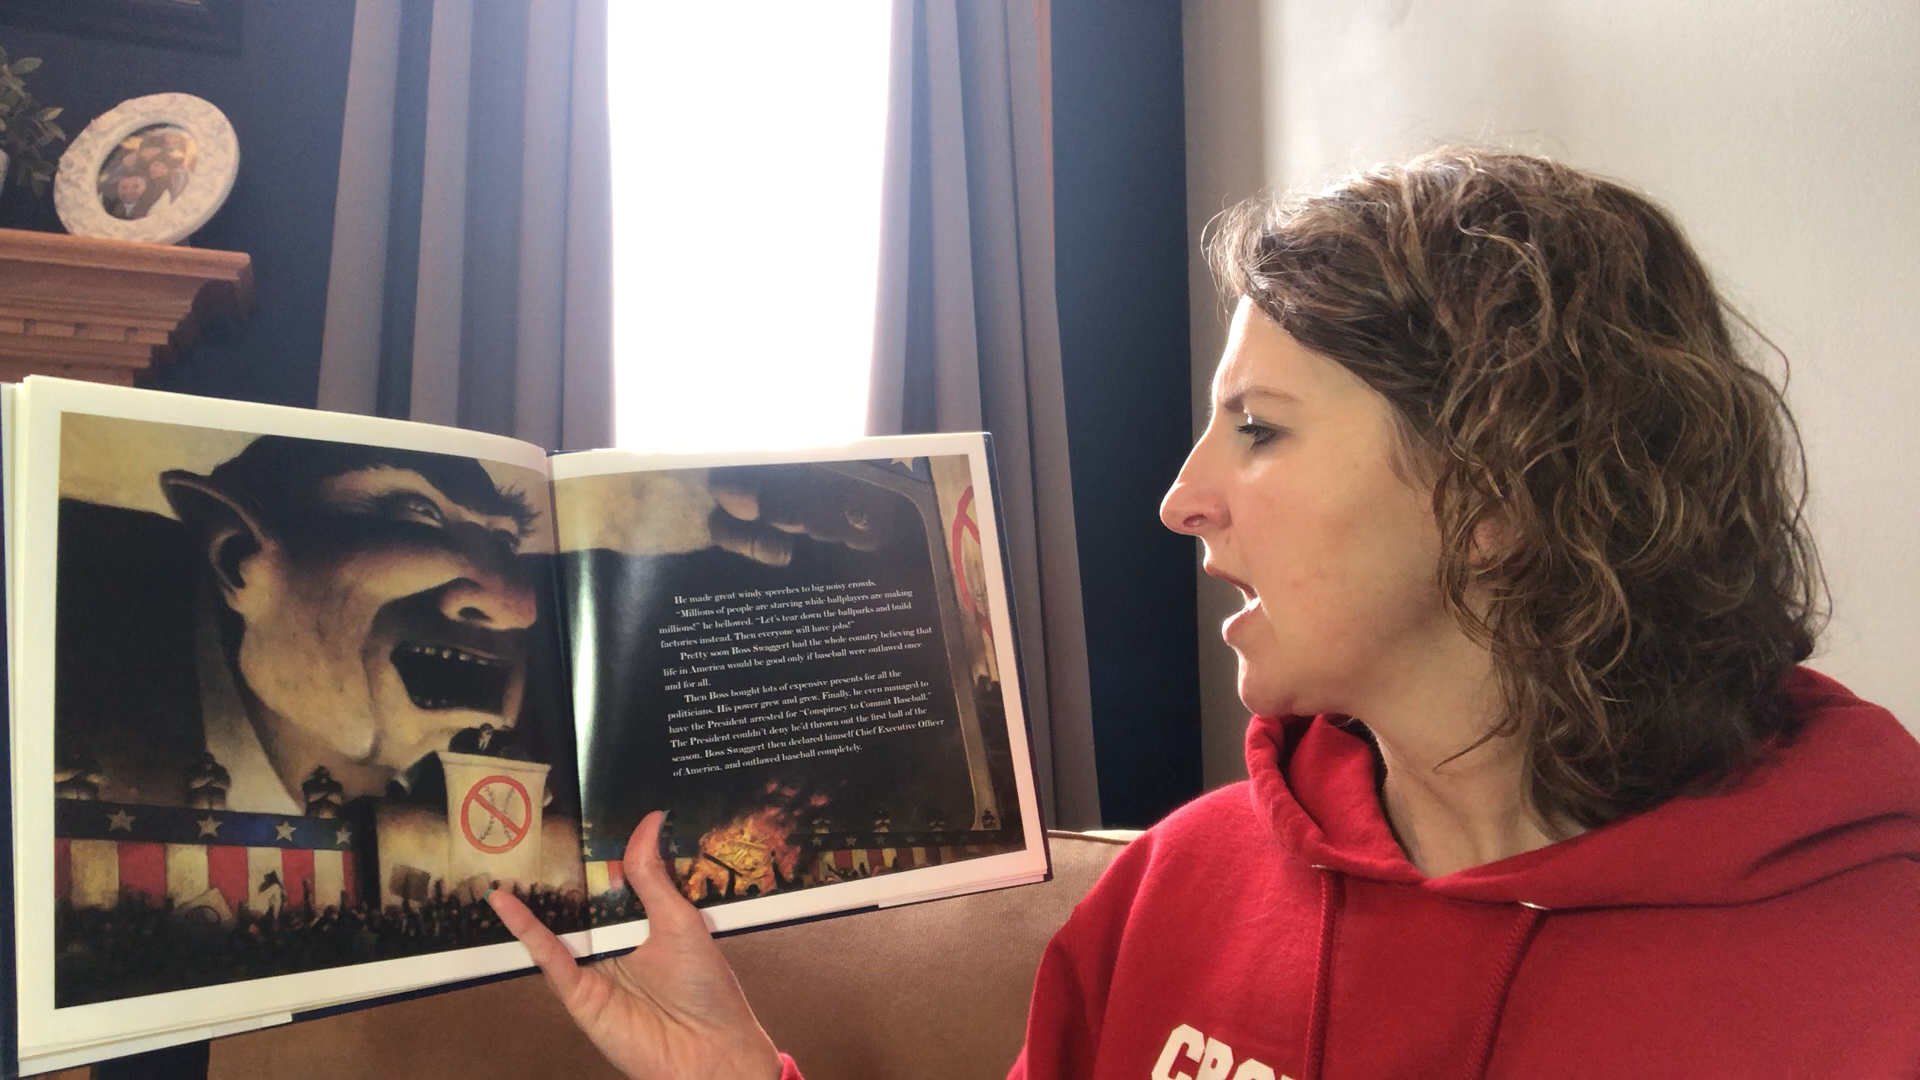 He made great windy speeches to big noisy crowds.
"Millions of people are starving while ballplayers are making
millions!" he bellowed. "Let's tear down the ballparks and build
factories instead. Then everyone will have jobs!"
Pretty soon Boss Swaggert had the whole country believing that
life in America would be good only if baseball were outlawed once
and for all.
Then Boss bought lots of expensive presents for all the
politicians. His power grew and grew. Finally, he even managed to
have the President arrested for "Conspiracy to Commit Baseball."
The President couldn't deny he'd thrown out the first ball of the
season. Boss Swaggert then declared himself Chief Executive Officer
of America, and outlawed baseball completely.